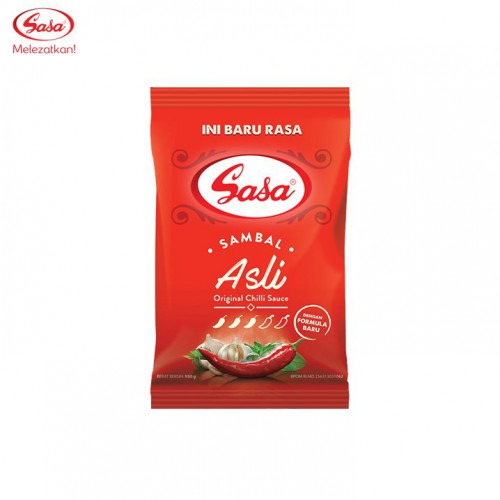 Sasa®
Melezatkan!
INI BARU RASA
Sasa®
• SAMBAL •
Asli
Original Chilli Sauce
DENGAN
FORMULA
BARU